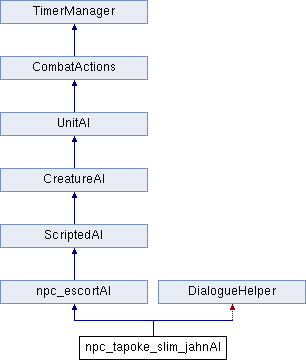 TimerManager
CombatActions
UnitAI
CreatureAI
ScriptedAI
npc_escortAI
DialogueHelper
npc_tapoke_slim_jahnAI